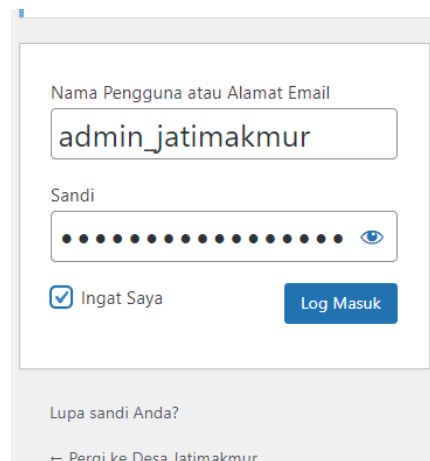 Nama Pengguna atau Alamat Email
admin_jatimakmur
Sandi
Ingat Saya
Log Masuk
Lupa sandi Anda?
← Pergi ke Desa Jatimakmur